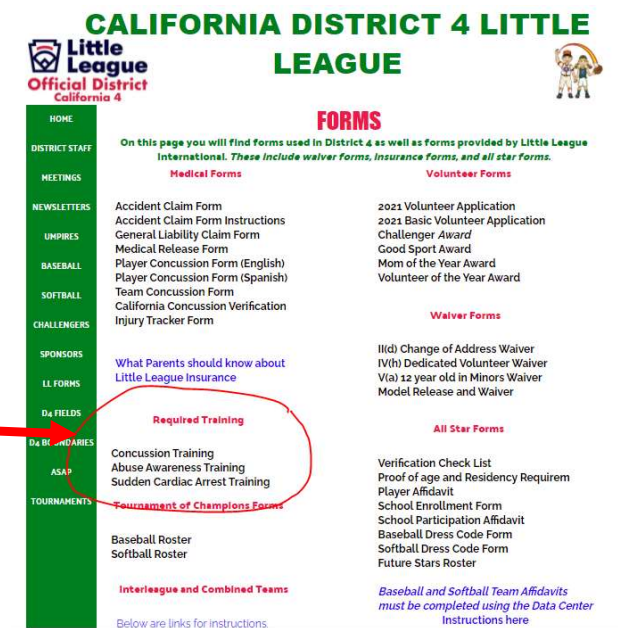 CALIFORNIA DISTRICT 4 LITTLE
LEAGUE
Little
League
Official District
California 4
HOME
DISTRICT STAFF
MEETINGS
NEWSLETTERS
UMPIRES
BASEBALL
SOFTBALL
CHALLENGERS
SPONSORS
LL FORMS
D4 FIELDS
D4 BOUNDARIES
ASAP
TOURNAMENTS
FORMS
On this page you will find forms used in District 4 as well as forms provided by Little League
International. These include waiver forms, insurance forms, and all star forms.
Medical Forms
Accident Claim Form
Accident Claim Form Instructions
General Liability Claim Form
Medical Release Form
Player Concussion Form (English)
Player Concussion Form (Spanish)
Team Concussion Form
California Concussion Verification
Injury Tracker Form
What Parents should know about
Little League Insurance
Required Training
Concussion Training
Abuse Awareness Training
Sudden Cardiac Arrest Training
Tournament of Champions Forms
Baseball Roster
Softball Roster
Interleague and Combined Teams
Below are links for instructions.
Volunteer Forms
2021 Volunteer Application
2021 Basic Volunteer Application
Challenger Award
Good Sport Award
Mom of the Year Award
Volunteer of the Year Award
Waiver Forms
II(d) Change of Address Waiver
IV(h) Dedicated Volunteer Waiver
V(a) 12 year old in Minors Waiver
Model Release and Waiver
All Star Forms
Verification Check List
Proof of age and Residency Requirem
Player Affidavit
School Enrollment Form
School Participation Affidavit
Baseball Dress Code Form
Softball Dress Code Form
Future Stars Roster
Baseball and Softball Team Affidavits
must be completed using the Data Center
Instructions here